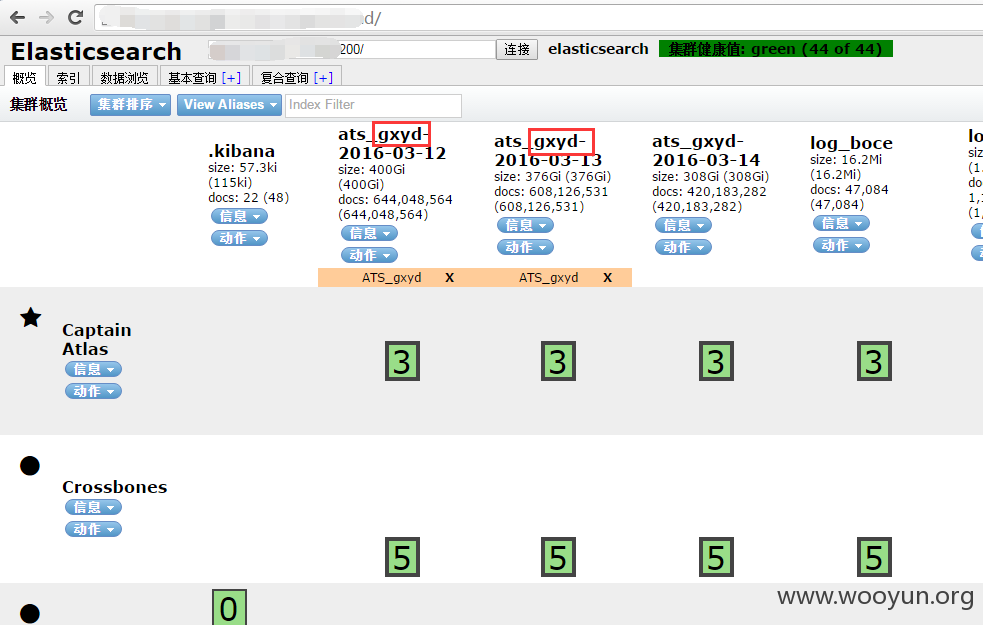 d/
Elasticsearch
200/
连接
elasticsearch
集群健康值: green (44 of 44)
概览
索引
数据浏览
基本查询 [+]
复合查询 [+]
集群概览
集群排序
View Aliases
Index Filter
.kibana
size: 57.3ki
(115ki)
docs: 22 (48)
信息
动作
ats_gxyd-
2016-03-12
size: 400Gi
(400Gi)
docs: 644,048,564
(644,048,564)
信息
动作
ats_gxyd-
2016-03-13
size: 376Gi (376Gi)
docs: 608,126,531
(608,126,531)
信息
动作
ats_gxyd-
2016-03-14
size: 308Gi (308Gi)
docs: 420,183,282
(420,183,282)
信息
动作
log_boce
size: 16.2Mi
(16.2Mi)
docs: 47,084
(47,084)
信息
动作
ATS_gxyd X
ATS_gxyd X
Captain
Atlas
信息
动作
3 3 3 3
Crossbones
信息
动作
5 5 5 5
0
www.wooyun.org